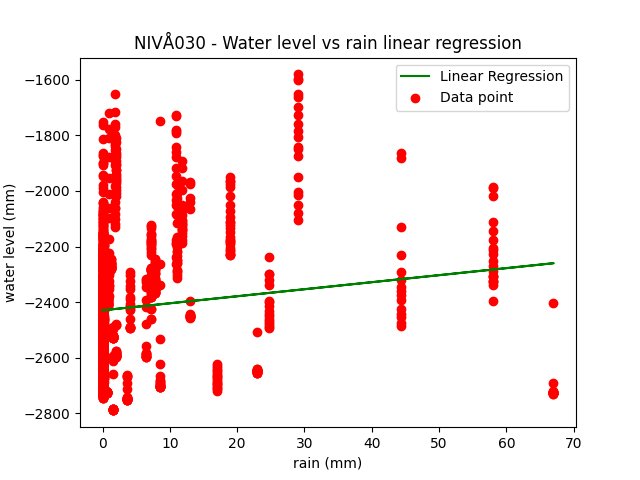 NIVÅ030 - Water level vs rain linear regression
Linear Regression
Data point
water level (mm)
−1600
−1800
−2000
−2200
−2400
−2600
−2800
0 10 20 30 40 50 60 70
rain (mm)